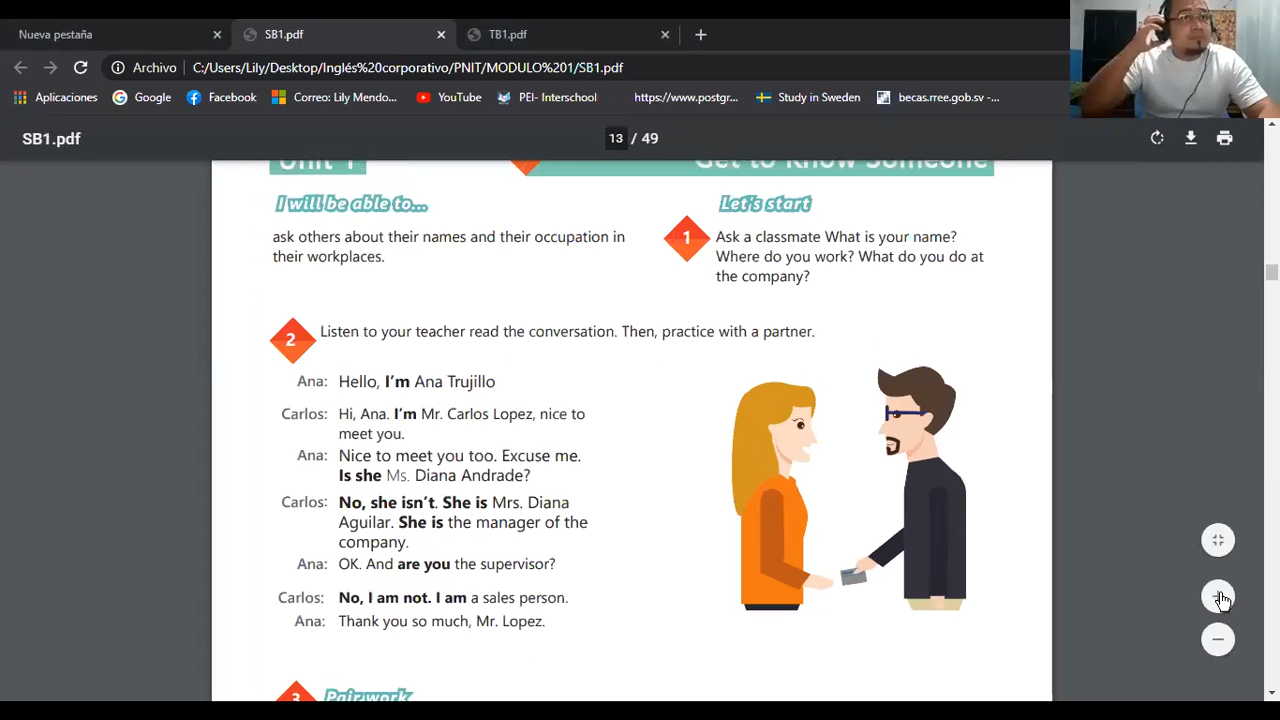 Nueva pestaña
SB1.pdf
TB1.pdf
Archivo
C:/Users/Lily/Desktop/Inglés%20corporativo/PNIT/MODULO%201/SB1.pdf
Aplicaciones
Google
Facebook
Correo: Lily Mendo...
YouTube
PEI- Interschool
https://www.postgr...
Study in Sweden
becas.rree.gob.sv -...
SB1.pdf
13 / 49
Unit 1
Get to Know Someone
I will be able to...
ask others about their names and their occupation in
their workplaces.
Let's start
1
Ask a classmate What is your name?
Where do you work? What do you do at
the company?
2
Listen to your teacher read the conversation. Then, practice with a partner.
Ana: Hello, I'm Ana Trujillo
Carlos: Hi, Ana. I'm Mr. Carlos Lopez, nice to
meet you.
Ana: Nice to meet you too. Excuse me.
Is she Ms. Diana Andrade?
Carlos: No, she isn't. She is Mrs. Diana
Aguilar. She is the manager of the
company.
Ana: OK. And are you the supervisor?
Carlos: No, I am not. I am a sales person.
Ana: Thank you so much, Mr. Lopez.
3
Pair work